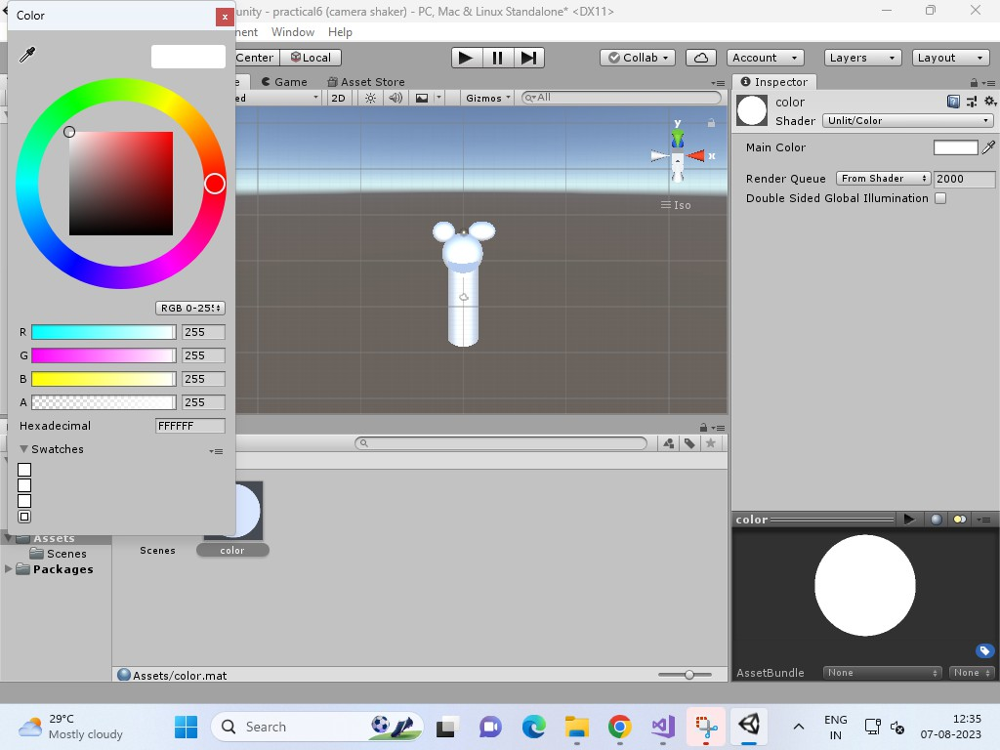 Color
x
unity - practical6 (camera shaker) - PC, Mac & Linux Standalone* <DX11>
Window Help
Center Local
Collab
Account
Layers
Layout
Game
Asset Store
2D
Gizmos
All
Inspector
color
Shader Unlit/Color
Main Color
Render Queue From Shader 2000
Double Sided Global Illumination
y
x
Iso
RGB 0-255
R 255
G 255
B 255
A 255
Hexadecimal FFFFFF
Swatches
Assets
Scenes
Packages
Scenes
color
Assets/color.mat
color
AssetBundle None None
29°C
Mostly cloudy
Search
ENG
IN
12:35
07-08-2023